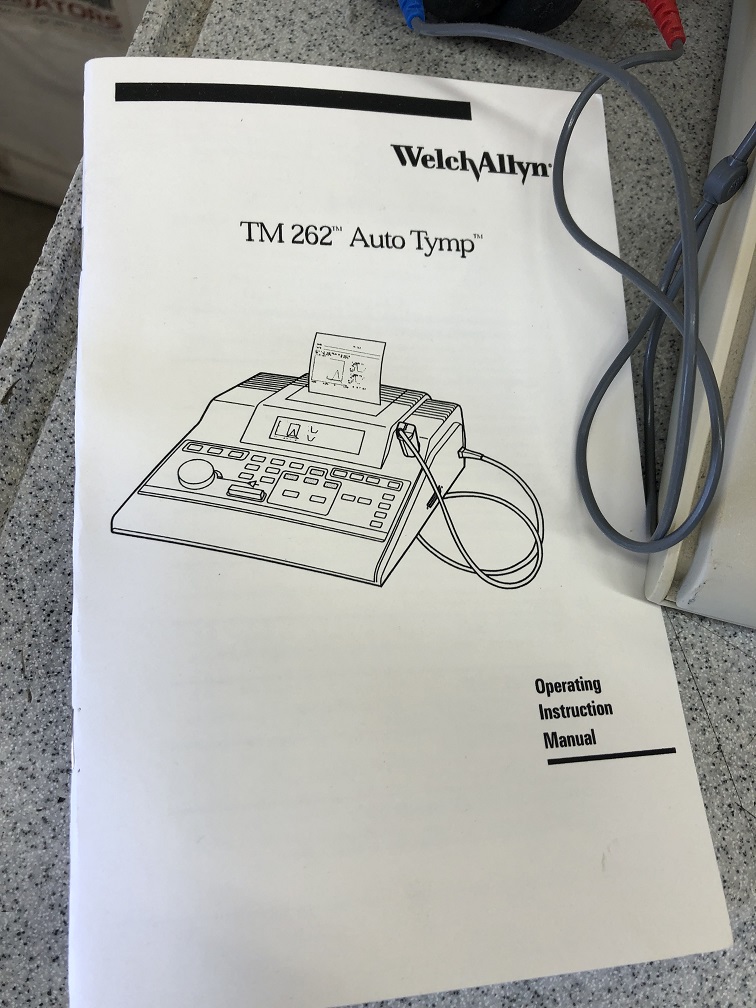 WelchAllyn®
TM 262™ Auto Tymp™
Operating
Instruction
Manual